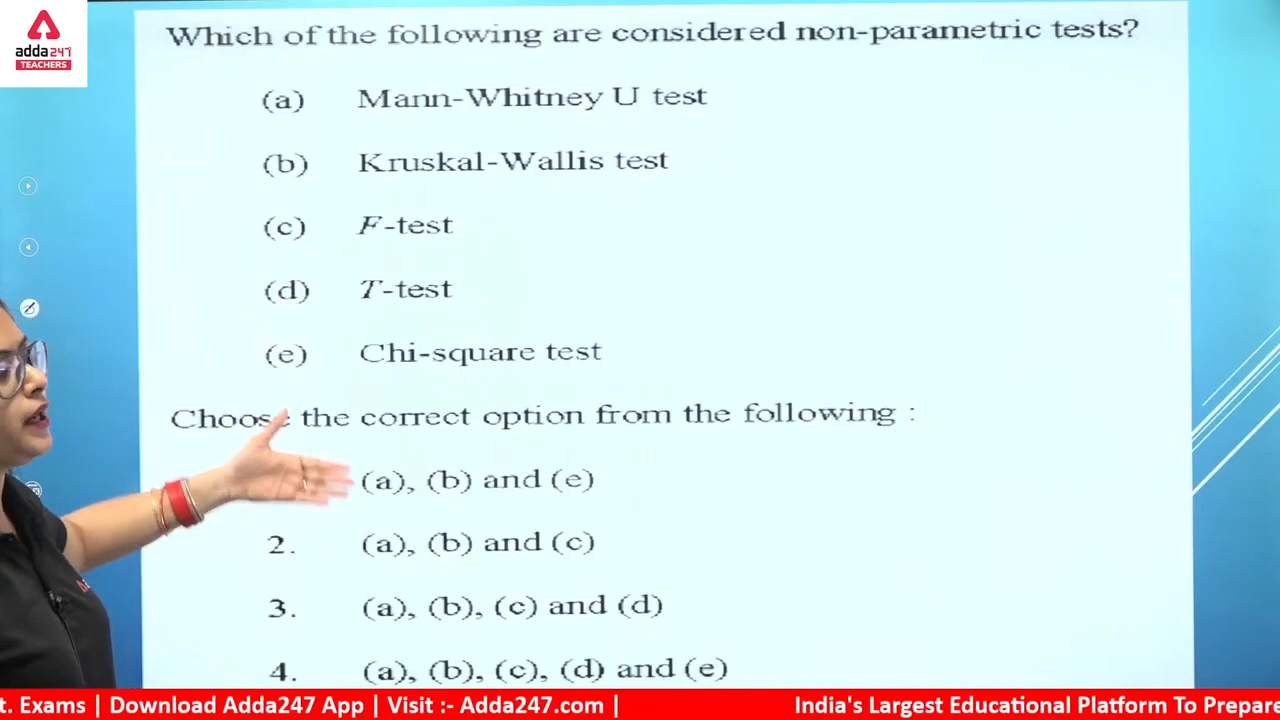 adda247
TEACHERS
Which of the following are considered non-parametric tests?
(a) Mann-Whitney U test
(b) Kruskal-Wallis test
(c) F-test
(d) T-test
(e) Chi-square test
Choose the correct option from the following :
(a), (b) and (e)
2. (a), (b) and (c)
3. (a), (b), (c) and (d)
4. (a), (b), (c), (d) and (e)
t. Exams | Download Adda247 App | Visit :- Adda247.com | India's Largest Educational Platform To Prepare